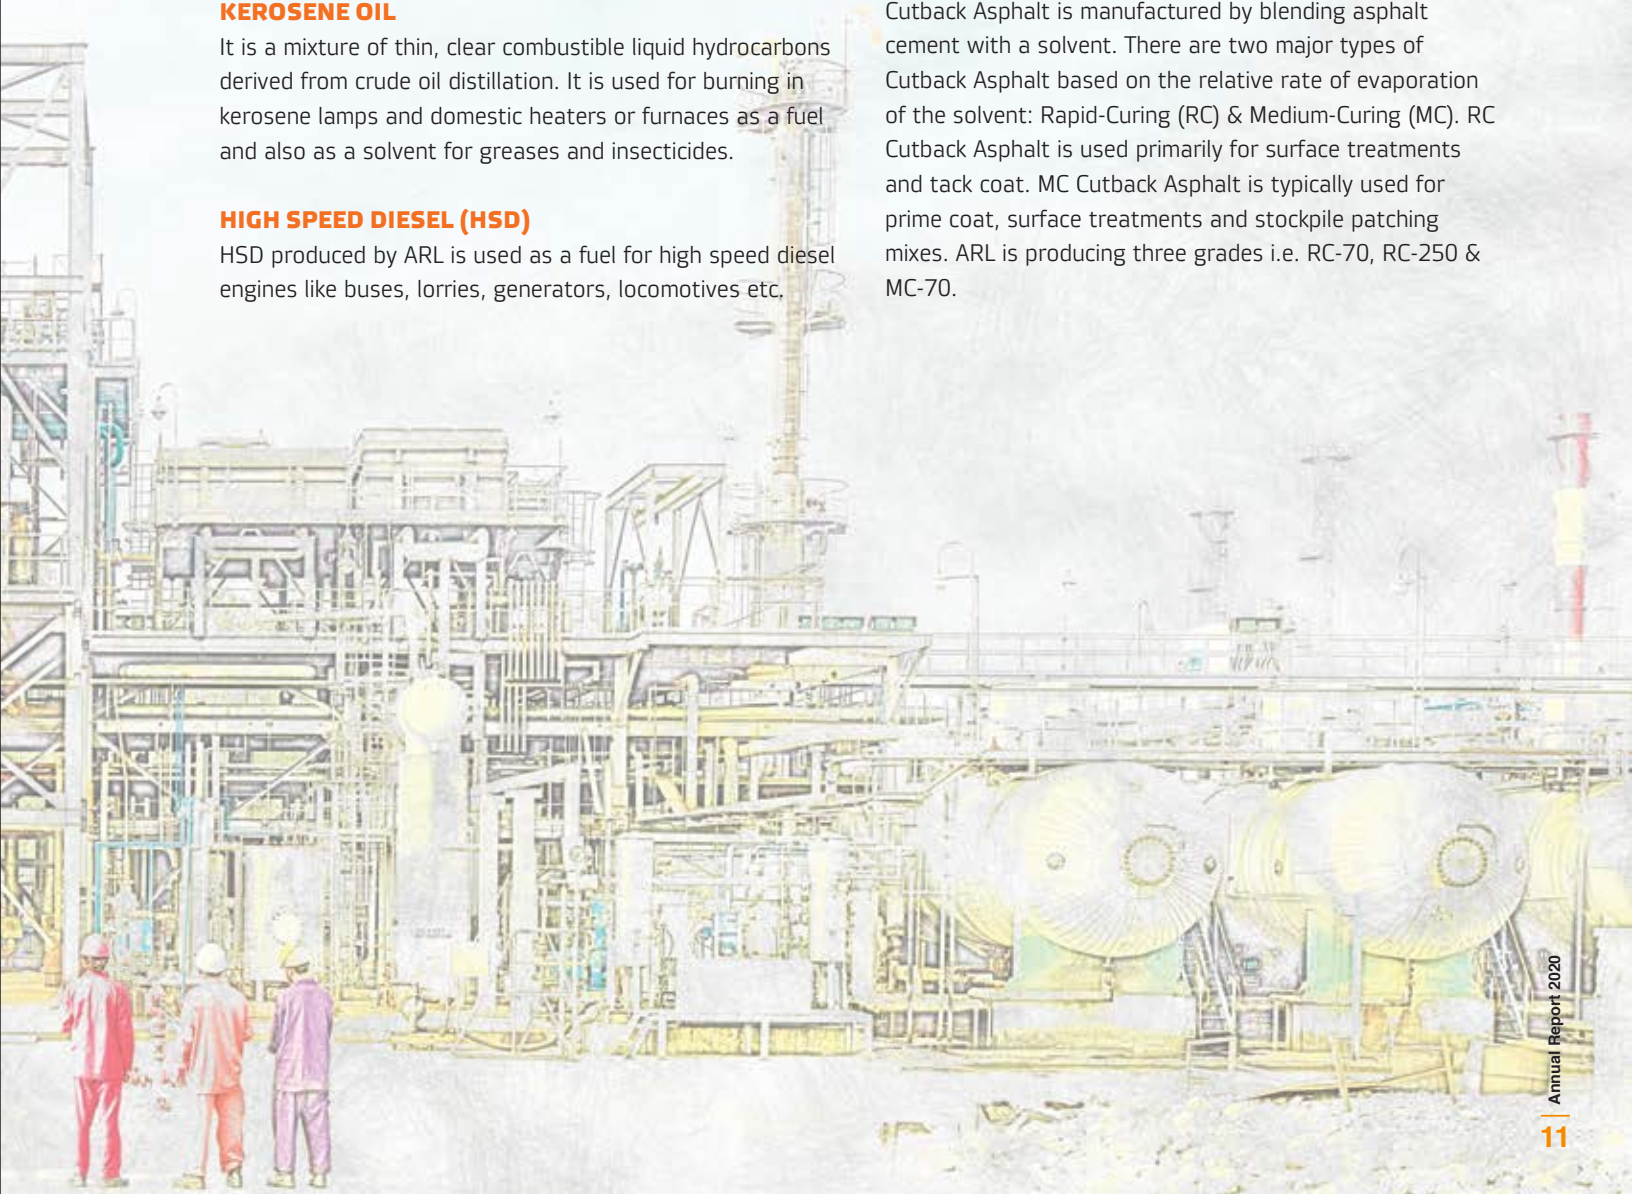 KEROSENE OIL
It is a mixture of thin, clear combustible liquid hydrocarbons
derived from crude oil distillation. It is used for burning in
kerosene lamps and domestic heaters or furnaces as a fuel
and also as a solvent for greases and insecticides.
HIGH SPEED DIESEL (HSD)
HSD produced by ARL is used as a fuel for high speed diesel
engines like buses, lorries, generators, locomotives etc.
Cutback Asphalt is manufactured by blending asphalt
cement with a solvent. There are two major types of
Cutback Asphalt based on the relative rate of evaporation
of the solvent: Rapid-Curing (RC) & Medium-Curing (MC). RC
Cutback Asphalt is used primarily for surface treatments
and tack coat. MC Cutback Asphalt is typically used for
prime coat, surface treatments and stockpile patching
mixes. ARL is producing three grades i.e. RC-70, RC-250 &
MC-70.
Annual Report 2020
11